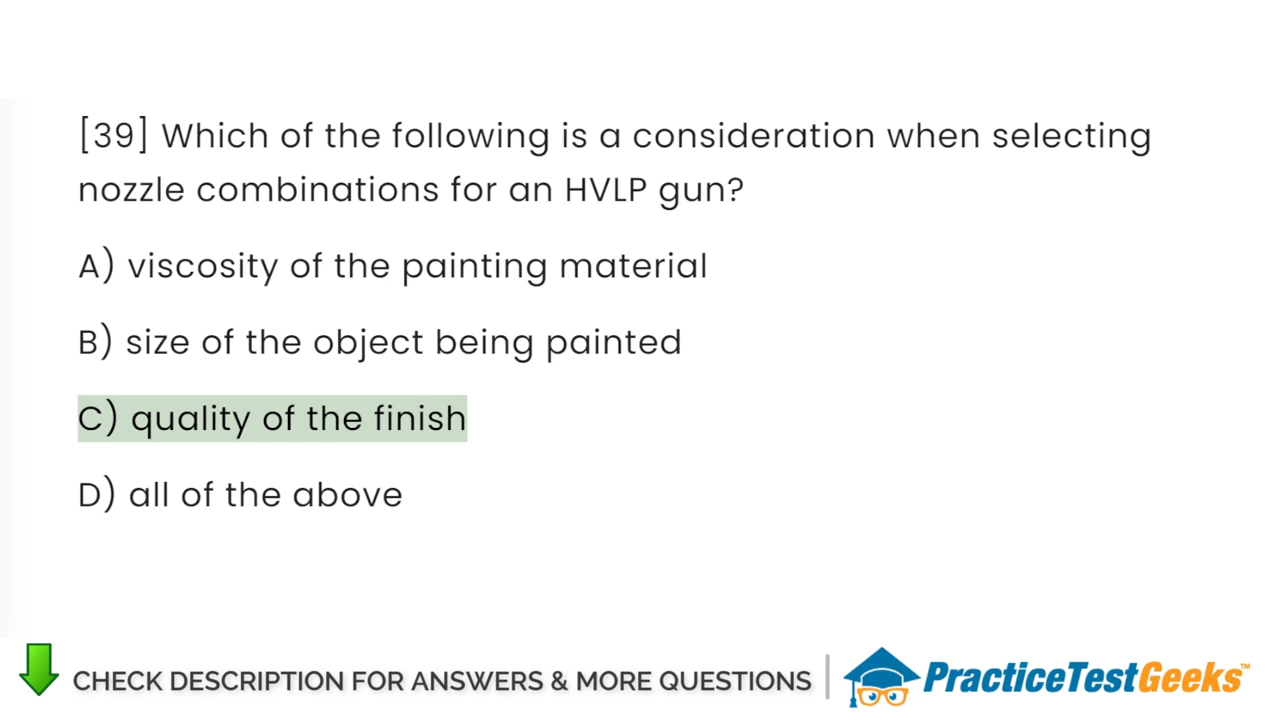 [39] Which of the following is a consideration when selecting
nozzle combinations for an HVLP gun?
A) viscosity of the painting material
B) size of the object being painted
C) quality of the finish
D) all of the above
CHECK DESCRIPTION FOR ANSWERS & MORE QUESTIONS
PracticeTestGeeks™